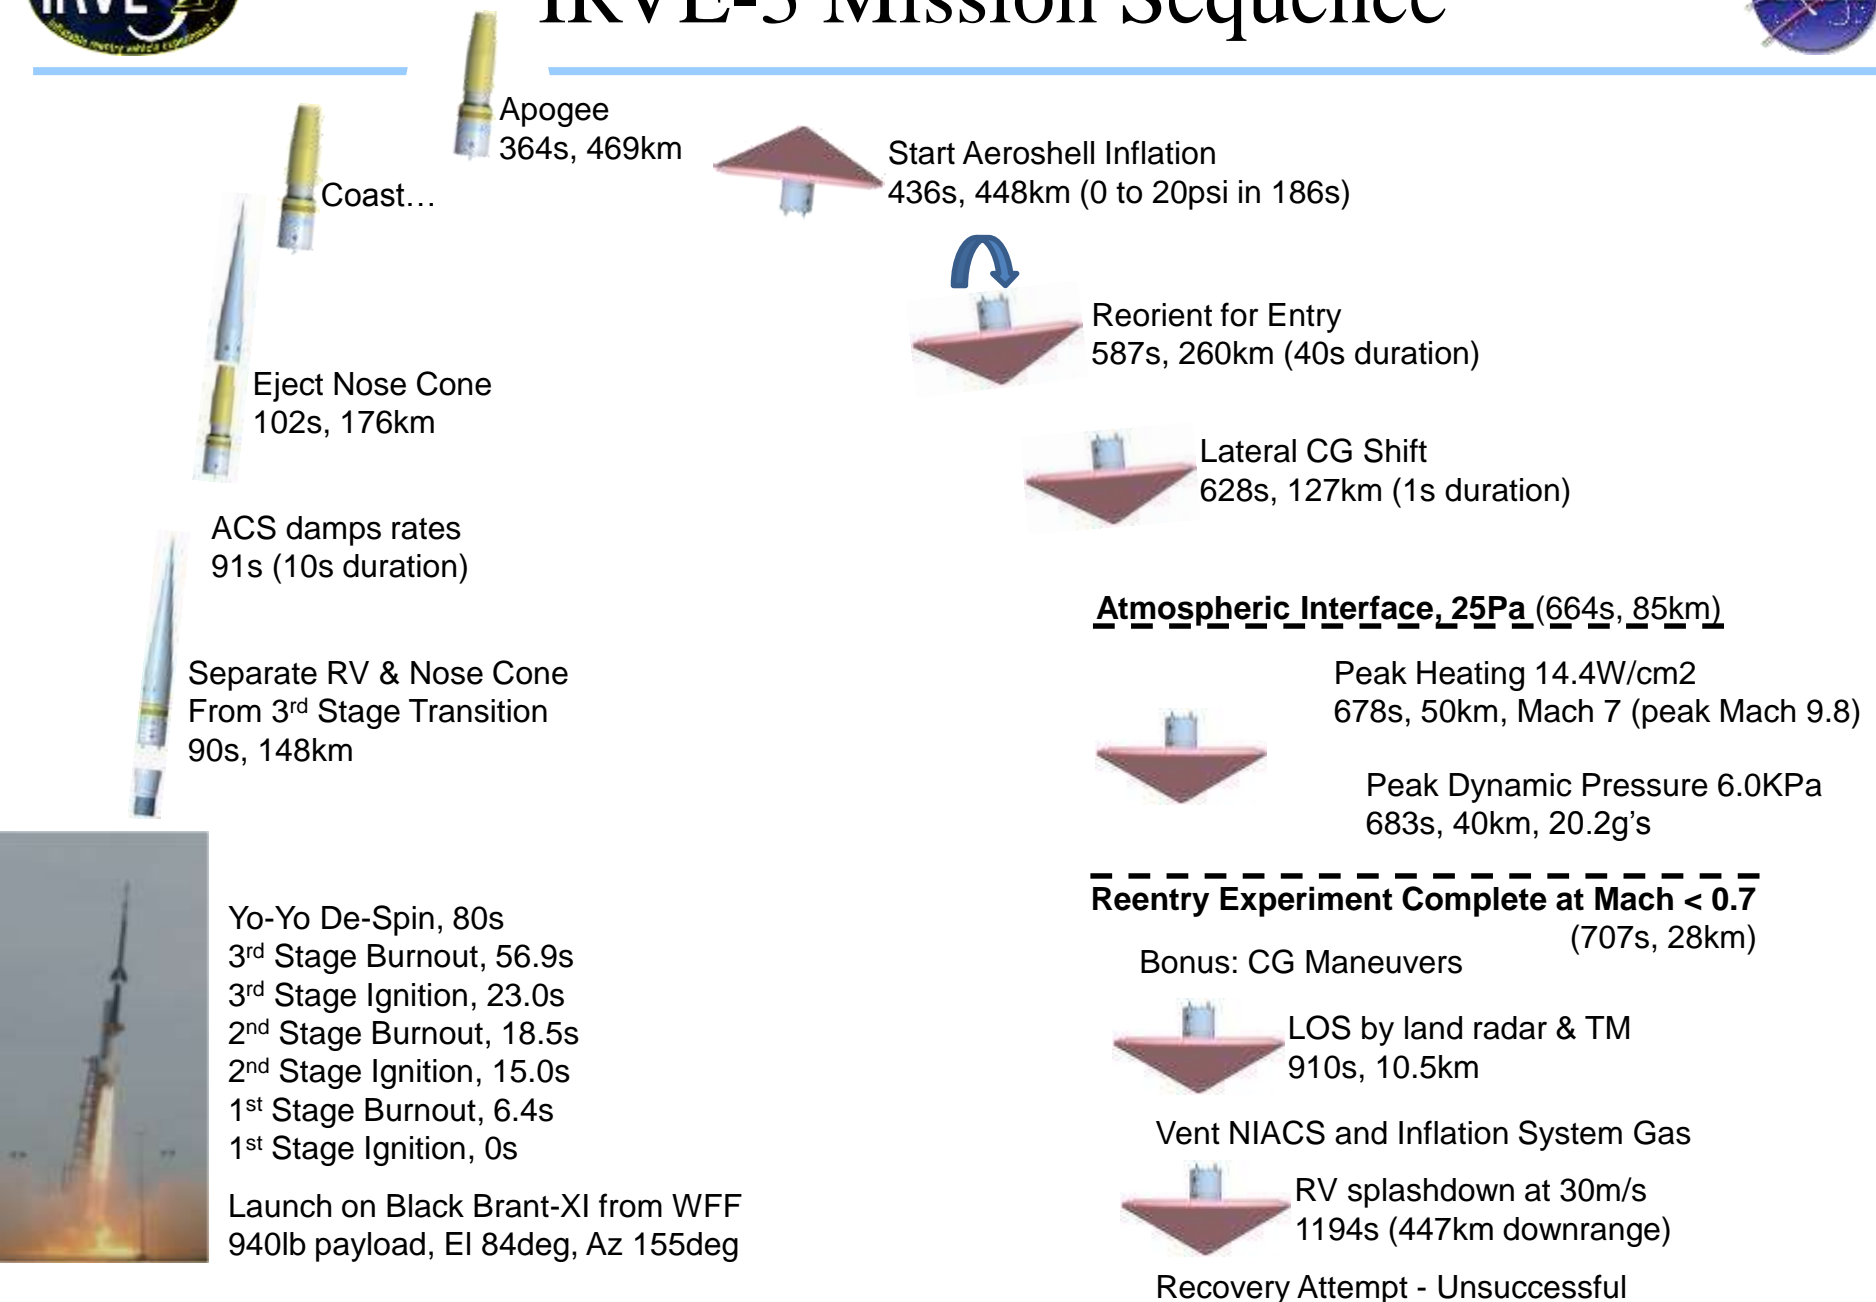 IRVE-3 Mission Sequence
IRVE 3
inflatable reentry vehicle experiment
Apogee
364s, 469km
Coast…
Eject Nose Cone
102s, 176km
ACS damps rates
91s (10s duration)
Separate RV & Nose Cone
From 3rd Stage Transition
90s, 148km
Yo-Yo De-Spin, 80s
3rd Stage Burnout, 56.9s
3rd Stage Ignition, 23.0s
2nd Stage Burnout, 18.5s
2nd Stage Ignition, 15.0s
1st Stage Burnout, 6.4s
1st Stage Ignition, 0s
Launch on Black Brant-XI from WFF
940lb payload, El 84deg, Az 155deg
Start Aeroshell Inflation
436s, 448km (0 to 20psi in 186s)
Reorient for Entry
587s, 260km (40s duration)
Lateral CG Shift
628s, 127km (1s duration)
Atmospheric Interface, 25Pa (664s, 85km)
Peak Heating 14.4W/cm2
678s, 50km, Mach 7 (peak Mach 9.8)
Peak Dynamic Pressure 6.0KPa
683s, 40km, 20.2g's
Reentry Experiment Complete at Mach < 0.7
(707s, 28km)
Bonus: CG Maneuvers
LOS by land radar & TM
910s, 10.5km
Vent NIACS and Inflation System Gas
RV splashdown at 30m/s
1194s (447km downrange)
Recovery Attempt - Unsuccessful